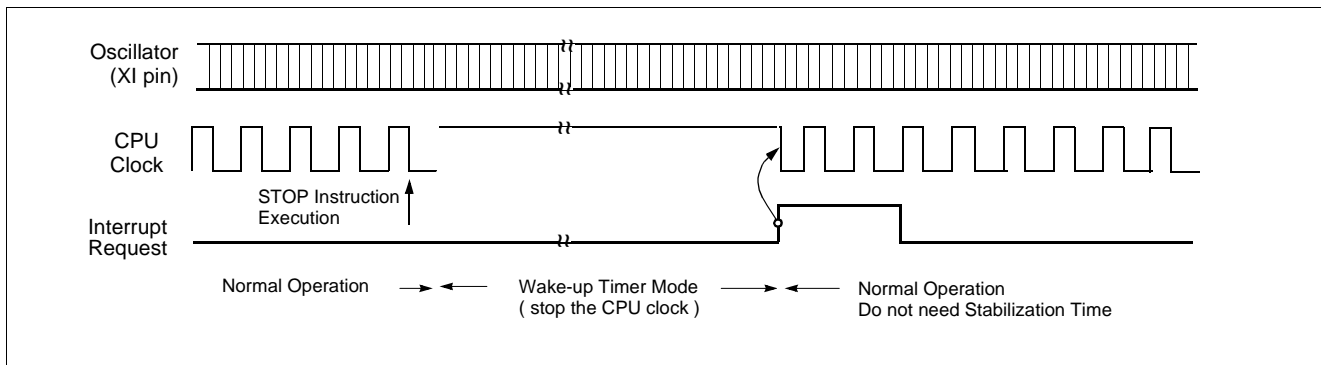 Oscillator
(XI pin)
CPU
Clock
STOP Instruction
Execution
Interrupt
Request
Normal Operation
Wake-up Timer Mode
( stop the CPU clock )
Normal Operation
Do not need Stabilization Time